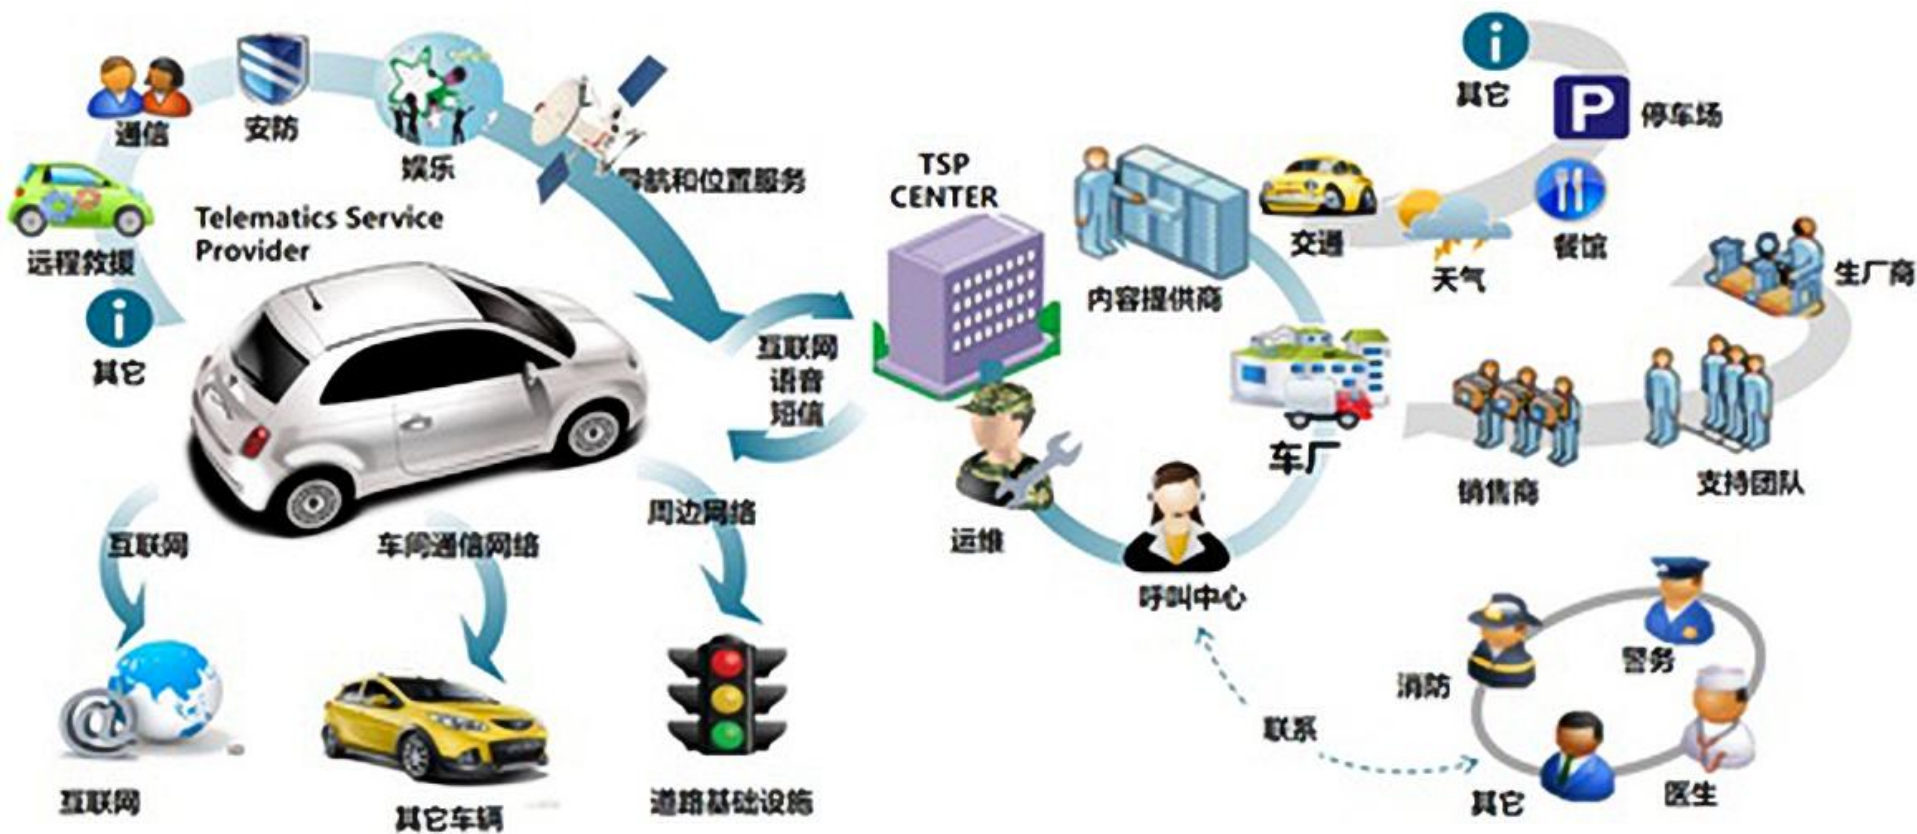 通信
安防
娱乐
导航和位置服务
远程救援
其它
Telematics Service
Provider
互联网
语音
短信
互联网
车间通信网络
周边网络
互联网
其它车辆
道路基础设施
TSP
CENTER
内容提供商
车厂
呼叫中心
运维
交通
天气
餐馆
停车场
其它
生厂商
支持团队
销售商
联系
消防
警务
医生
其它